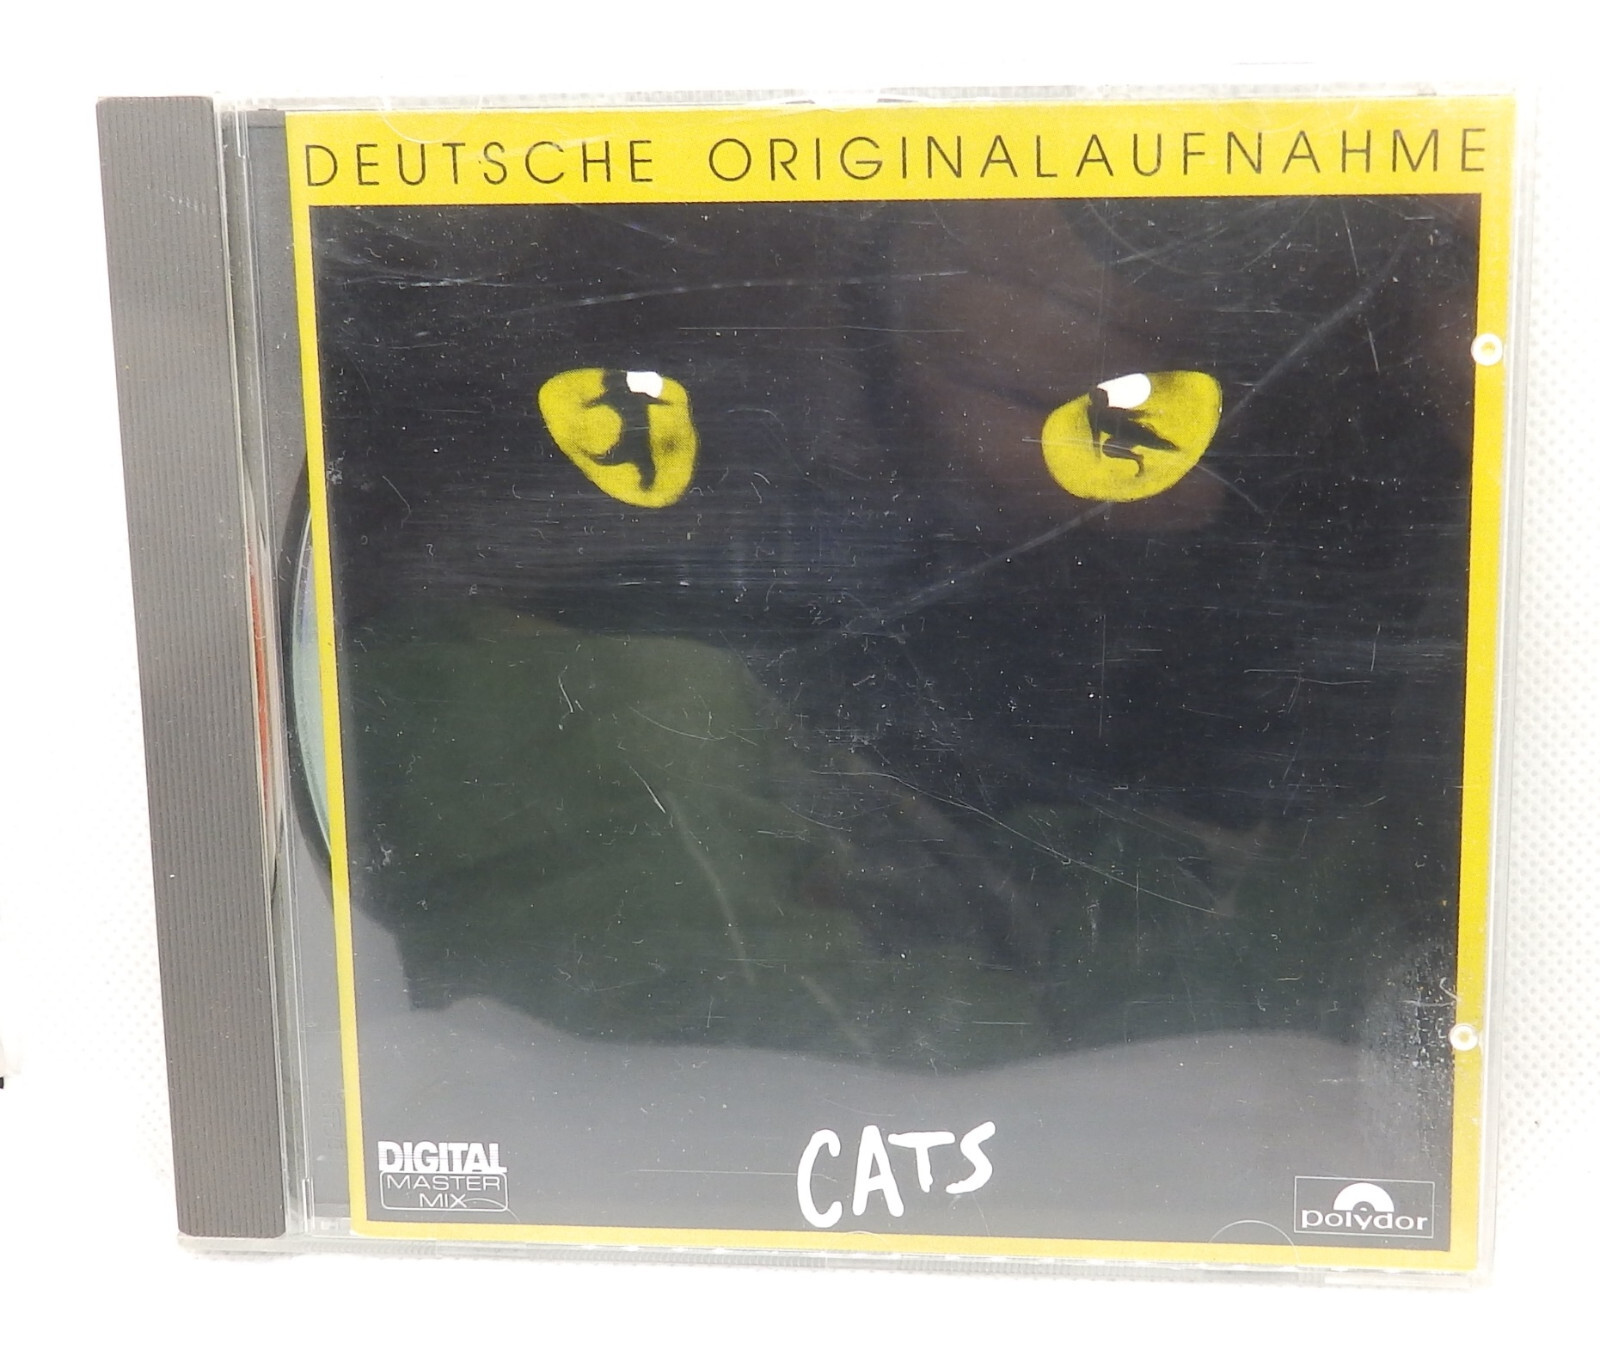 DEUTSCHE ORIGINALAUFNAHME
DIGITAL
MASTER
MIX
CATS
polydor